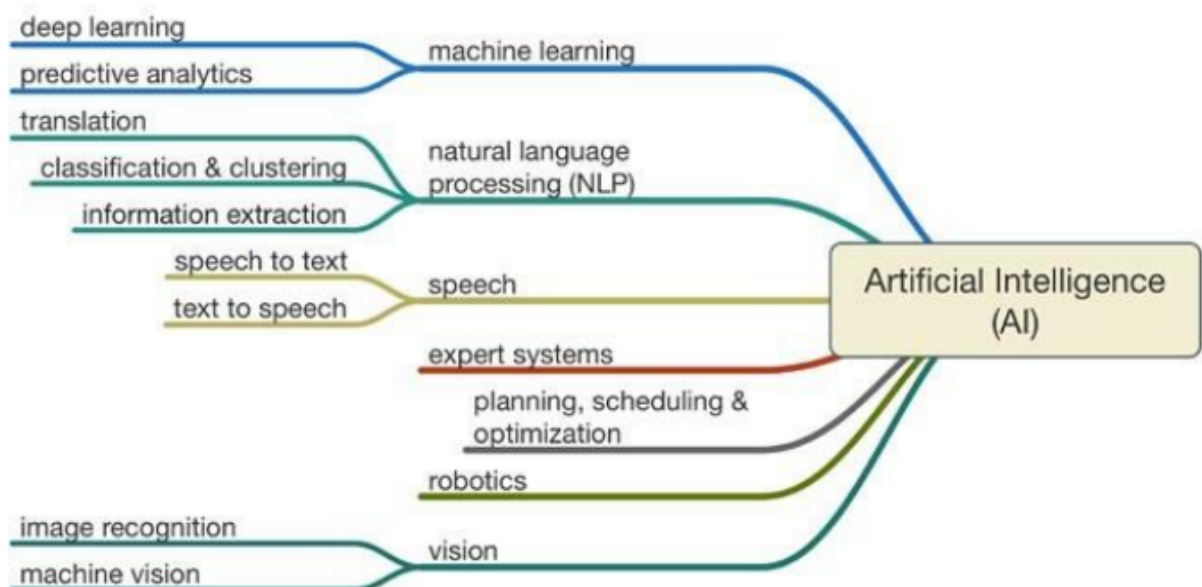 deep learning
predictive analytics
machine learning
translation
classification & clustering
information extraction
natural language
processing (NLP)
speech to text
text to speech
speech
expert systems
planning, scheduling &
optimization
robotics
image recognition
machine vision
vision
Artificial Intelligence
(AI)